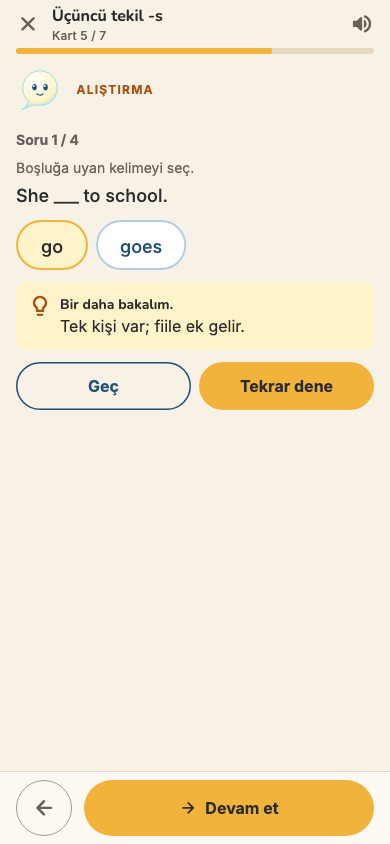 Üçüncü tekil -s
Kart 5 / 7
ALIŞTIRMA
Soru 1 / 4
Boşluğa uyan kelimeyi seç.
She ___ to school.
go
goes
Bir daha bakalım.
Tek kişi var; fiile ek gelir.
Geç
Tekrar dene
Devam et